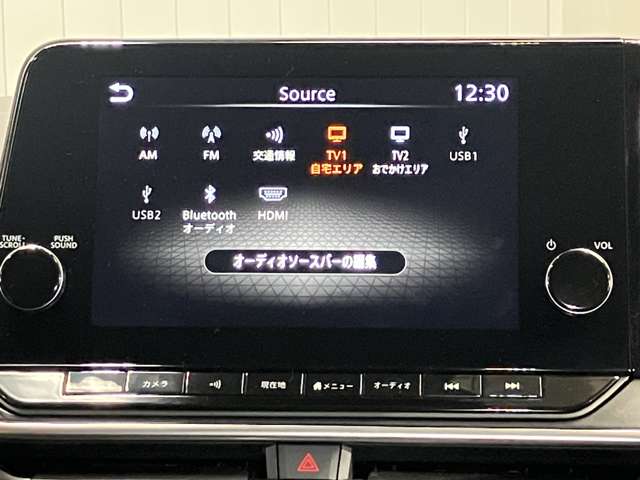 Source
12:30
AM
FM
交通情報
TV1
自宅エリア
TV2
おでかけエリア
USB1
USB2
Bluetooth
オーディオ
HDMI
オーディオソースバーの編集
TUNE-
SCROLL
PUSH
SOUND
VOL
カメラ
現在地
メニュー
オーディオ